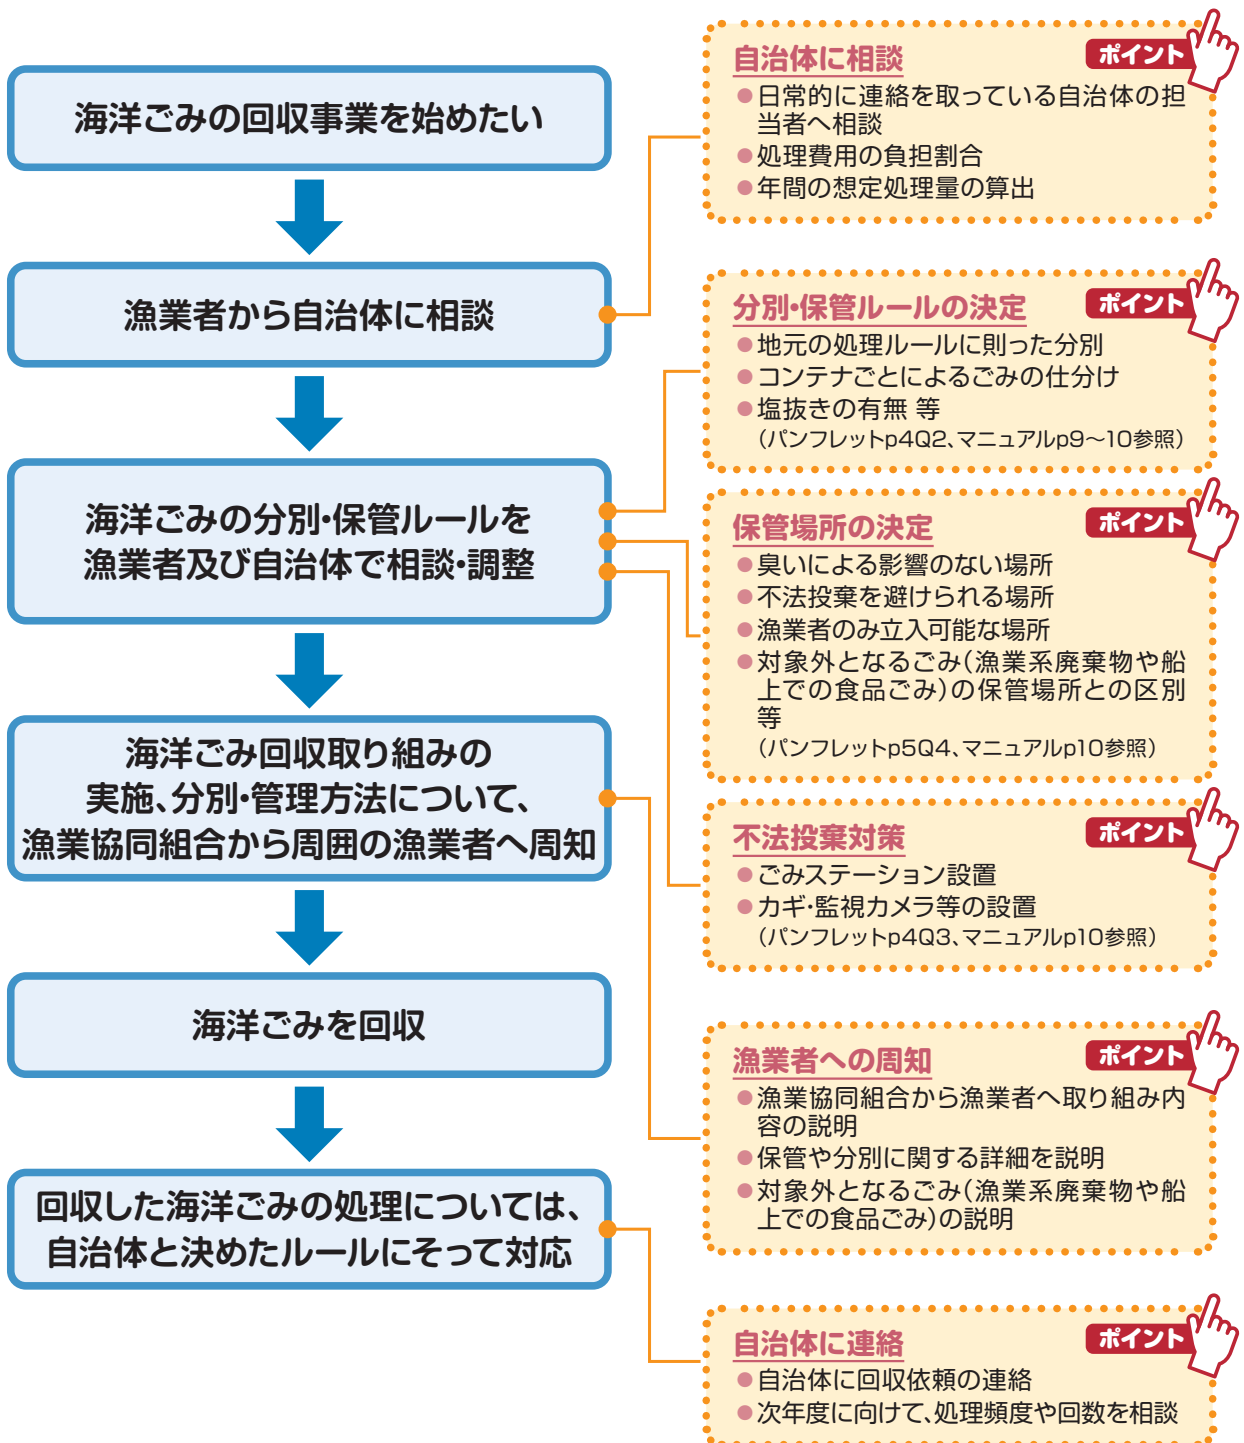 海洋ごみの回収事業を始めたい
漁業者から自治体に相談
海洋ごみの分別・保管ルールを
漁業者及び自治体で相談・調整
海洋ごみ回収取り組みの
実施、分別・管理方法について、
漁業協同組合から周囲の漁業者へ周知
海洋ごみを回収
回収した海洋ごみの処理については、
自治体と決めたルールにそって対応
自治体に相談
ポイント
●日常的に連絡を取っている自治体の担
当者へ相談
●処理費用の負担割合
●年間の想定処理量の算出
分別・保管ルールの決定
ポイント
●地元の処理ルールに則った分別
●コンテナごとによるごみの仕分け
●塩抜きの有無 等
(パンフレットp4Q2、マニュアルp9～10参照)
保管場所の決定
ポイント
●臭いによる影響のない場所
●不法投棄を避けられる場所
●漁業者のみ立入可能な場所
●対象外となるごみ(漁業系廃棄物や船
上での食品ごみ)の保管場所との区別
等
(パンフレットp5Q4、マニュアルp10参照)
不法投棄対策
ポイント
●ごみステーション設置
●カギ・監視カメラ等の設置
(パンフレットp4Q3、マニュアルp10参照)
漁業者への周知
ポイント
●漁業協同組合から漁業者へ取り組み内
容の説明
●保管や分別に関する詳細を説明
●対象外となるごみ(漁業系廃棄物や船
上での食品ごみ)の説明
自治体に連絡
ポイント
●自治体に回収依頼の連絡
●次年度に向けて、処理頻度や回数を相談